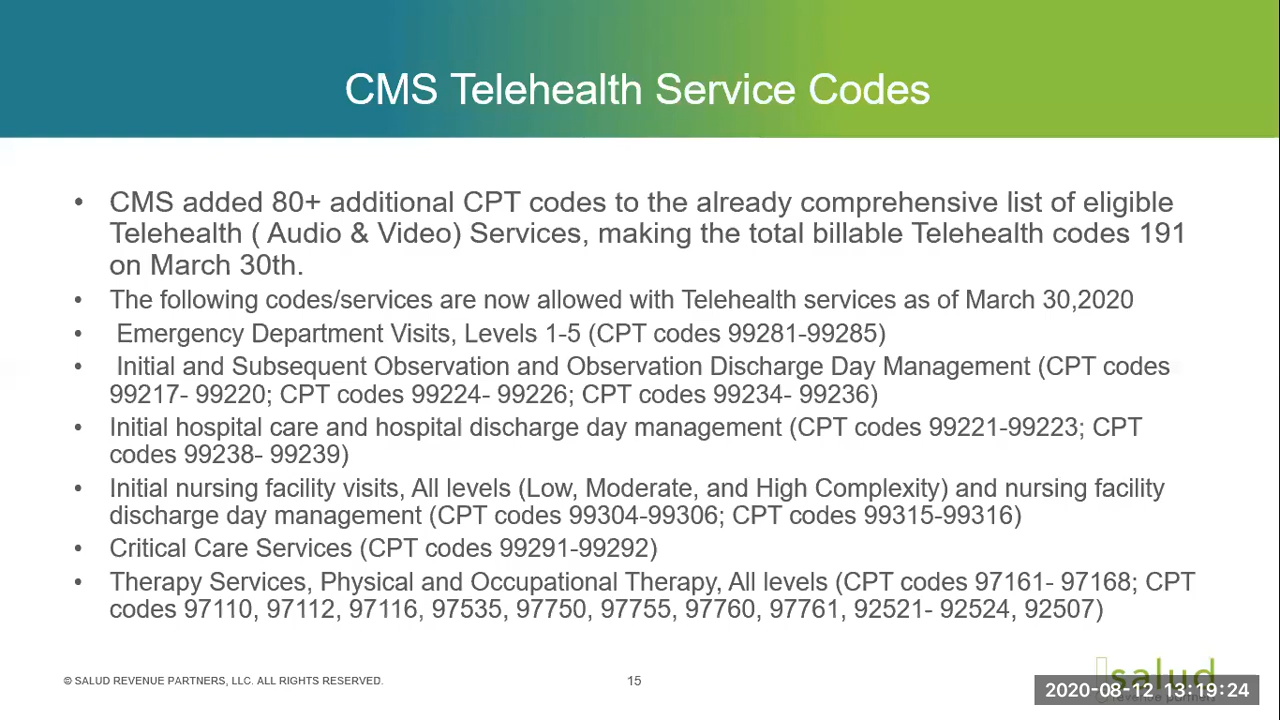 CMS Telehealth Service Codes
• CMS added 80+ additional CPT codes to the already comprehensive list of eligible
Telehealth ( Audio & Video) Services, making the total billable Telehealth codes 191
on March 30th.
• The following codes/services are now allowed with Telehealth services as of March 30,2020
• Emergency Department Visits, Levels 1-5 (CPT codes 99281-99285)
• Initial and Subsequent Observation and Observation Discharge Day Management (CPT codes
99217- 99220; CPT codes 99224- 99226; CPT codes 99234- 99236)
• Initial hospital care and hospital discharge day management (CPT codes 99221-99223; CPT
codes 99238- 99239)
• Initial nursing facility visits, All levels (Low, Moderate, and High Complexity) and nursing facility
discharge day management (CPT codes 99304-99306; CPT codes 99315-99316)
• Critical Care Services (CPT codes 99291-99292)
• Therapy Services, Physical and Occupational Therapy, All levels (CPT codes 97161- 97168; CPT
codes 97110, 97112, 97116, 97535, 97750, 97755, 97760, 97761, 92521- 92524, 92507)
© SALUD REVENUE PARTNERS, LLC. ALL RIGHTS RESERVED.
15
salud
2020-08-12 13:19:24